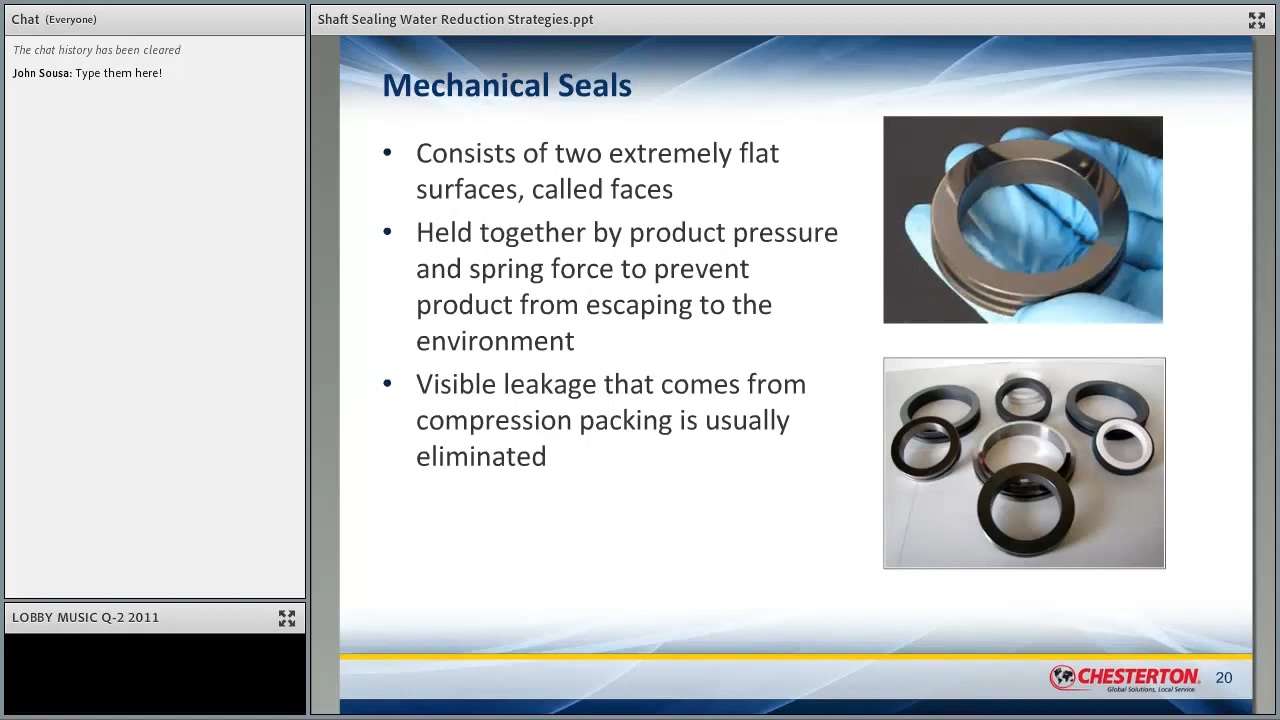 Chat (Everyone)
The chat history has been cleared
John Sousa: Type them here!
LOBBY MUSIC Q-2 2011
Shaft Sealing Water Reduction Strategies.ppt
Mechanical Seals
• Consists of two extremely flat
surfaces, called faces
• Held together by product pressure
and spring force to prevent
product from escaping to the
environment
• Visible leakage that comes from
compression packing is usually
eliminated
CHESTERTON
Global Solutions, Local Service.
20